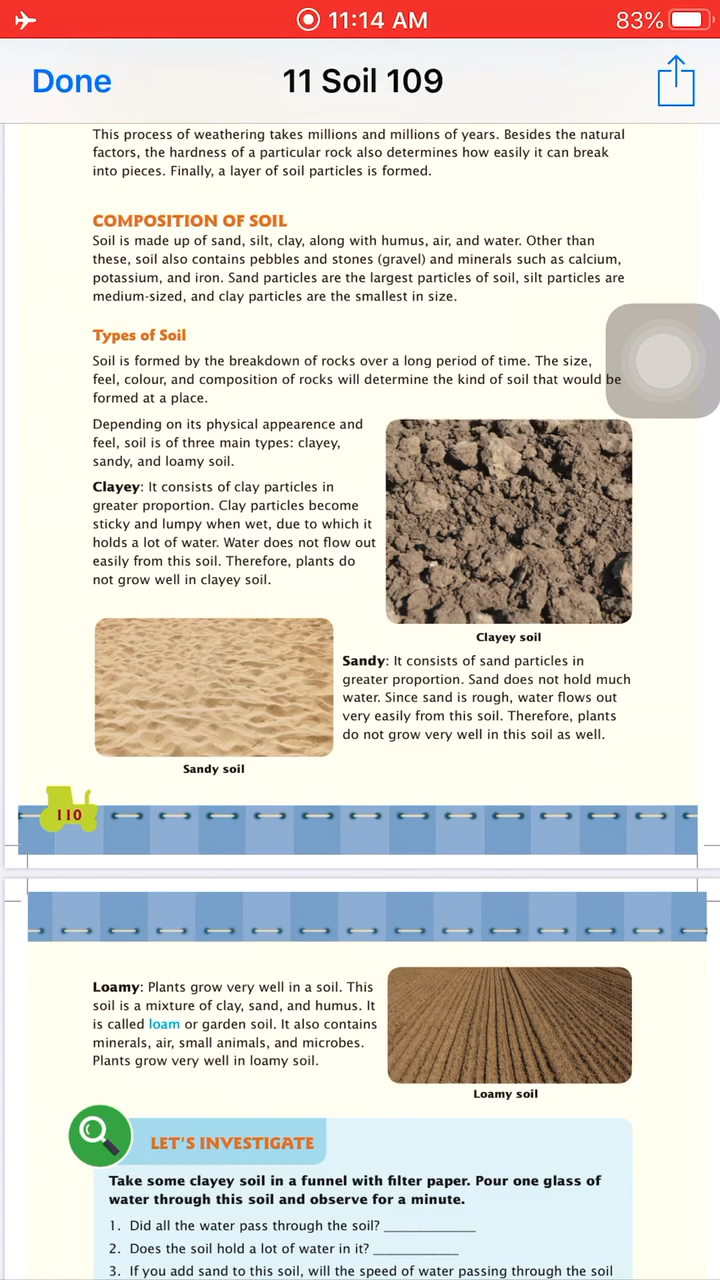 11:14 AM
83%
Done
11 Soil 109
This process of weathering takes millions and millions of years. Besides the natural
factors, the hardness of a particular rock also determines how easily it can break
into pieces. Finally, a layer of soil particles is formed.
COMPOSITION OF SOIL
Soil is made up of sand, silt, clay, along with humus, air, and water. Other than
these, soil also contains pebbles and stones (gravel) and minerals such as calcium,
potassium, and iron. Sand particles are the largest particles of soil, silt particles are
medium-sized, and clay particles are the smallest in size.
Types of Soil
Soil is formed by the breakdown of rocks over a long period of time. The size,
feel, colour, and composition of rocks will determine the kind of soil that would be
formed at a place.
Depending on its physical appearence and
feel, soil is of three main types: clayey,
sandy, and loamy soil.
Clayey: It consists of clay particles in
greater proportion. Clay particles become
sticky and lumpy when wet, due to which it
holds a lot of water. Water does not flow out
easily from this soil. Therefore, plants do
not grow well in clayey soil.
Clayey soil
Sandy: It consists of sand particles in
greater proportion. Sand does not hold much
water. Since sand is rough, water flows out
very easily from this soil. Therefore, plants
do not grow very well in this soil as well.
Sandy soil
110
Loamy: Plants grow very well in a soil. This
soil is a mixture of clay, sand, and humus. It
is called loam or garden soil. It also contains
minerals, air, small animals, and microbes.
Plants grow very well in loamy soil.
Loamy soil
LET'S INVESTIGATE
Take some clayey soil in a funnel with filter paper. Pour one glass of
water through this soil and observe for a minute.
1. Did all the water pass through the soil? ____________
2. Does the soil hold a lot of water in it? ___________
3. If you add sand to this soil, will the speed of water passing through the soil